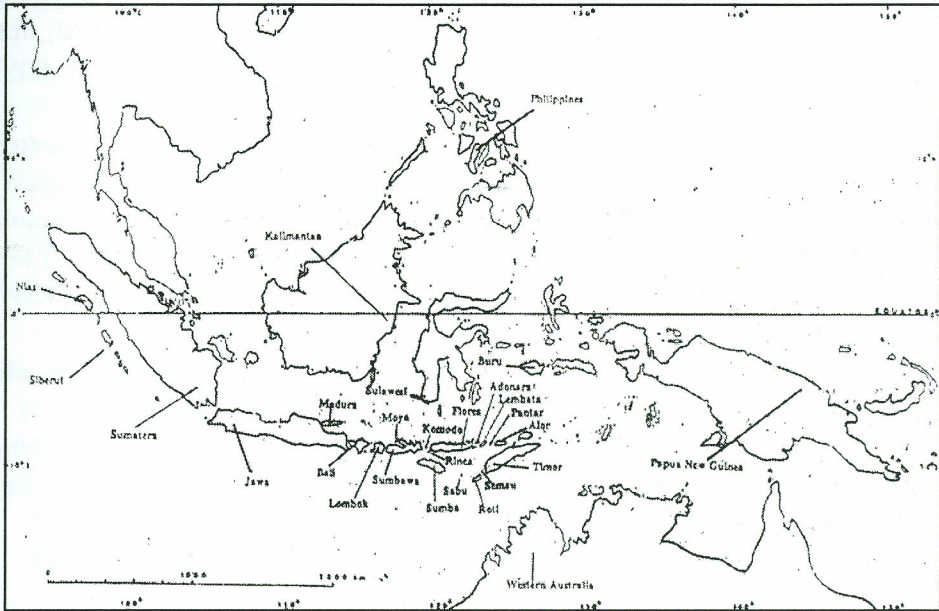 Philippines
Kalimantan
Nias
EQUATOR
Siberut
Buru
Sulawesi
Adonara
Lembata
Madura
Moyo
Flores
Pantar
Komodo
Alor
Sumatera
Rinca
Papua New Guinea
Jawa
Bali
Timor
Lombok
Sumbawa
Sabu
Semau
Sumba
Roti
Western Australia